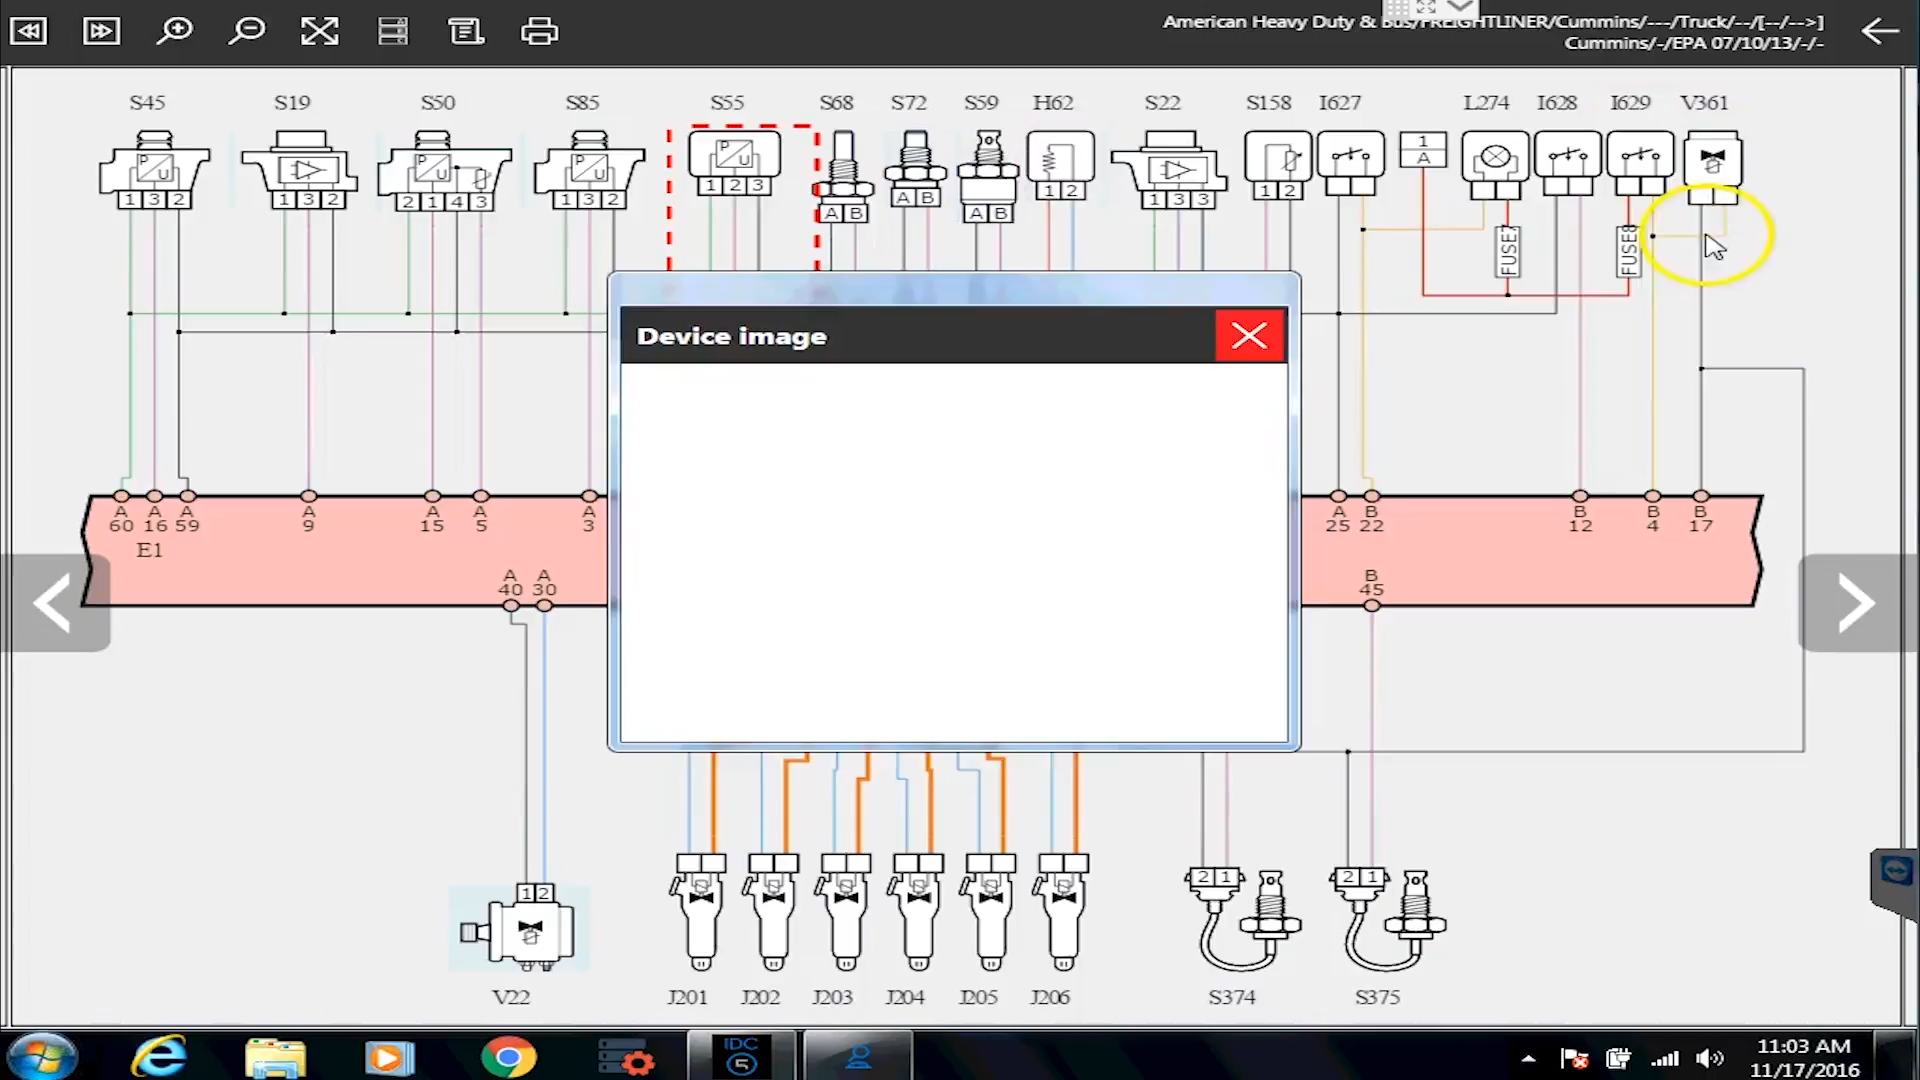 American Heavy Duty & Bus/FREIGHTLINER/Cummins/---/Truck/--/[--/-->]
Cummins/-/EPA 07/10/13/-/-
S45 S19 S50 S85 S55 S68 S72 S59 H62 S22 S158 I627 L274 I628 I629 V361
P U P U P U P U
1 A
1 3 2 1 3 2 2 1 4 3 1 3 2 1 2 3 A B A B A B 1 2 1 3 3 1 2
FUSE FUSE
Device image
A 60 A 16 A 59 A 9 A 15 A 5 A 3 A 25 B 22 B 12 B 4 B 17
E1
A 40 A 30 B 45
1 2 2 1 2 1
V22 J201 J202 J203 J204 J205 J206 S374 S375
IDC 5
11:03 AM
11/17/2016